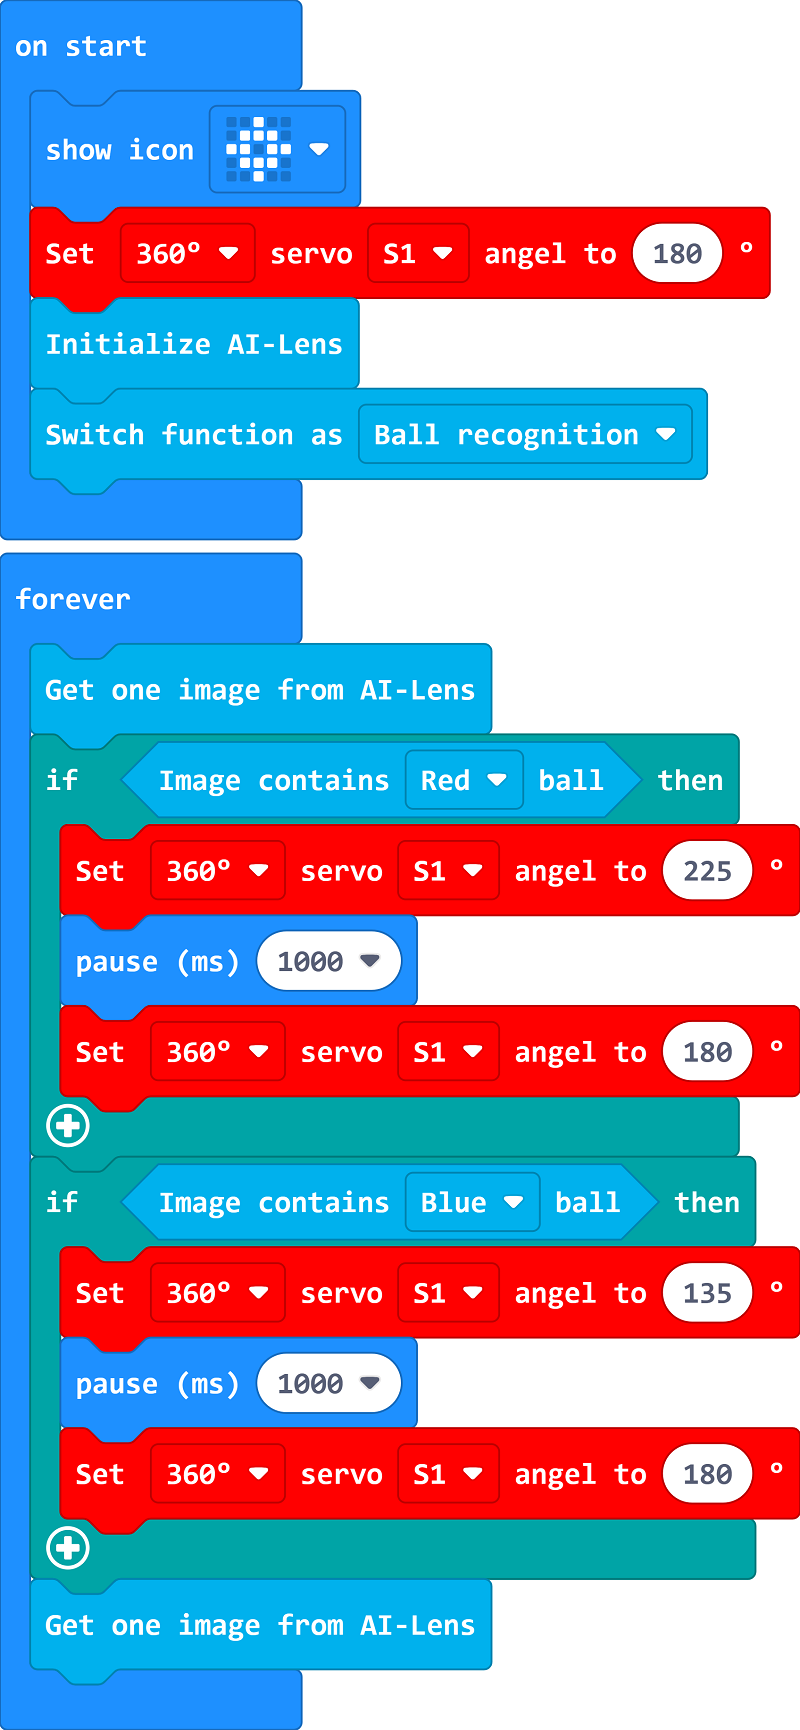 on start
show icon
Set 360° servo S1 angel to 180 °
Initialize AI-Lens
Switch function as Ball recognition
forever
Get one image from AI-Lens
if Image contains Red ball then
Set 360° servo S1 angel to 225 °
pause (ms) 1000
Set 360° servo S1 angel to 180 °
if Image contains Blue ball then
Set 360° servo S1 angel to 135 °
pause (ms) 1000
Set 360° servo S1 angel to 180 °
Get one image from AI-Lens